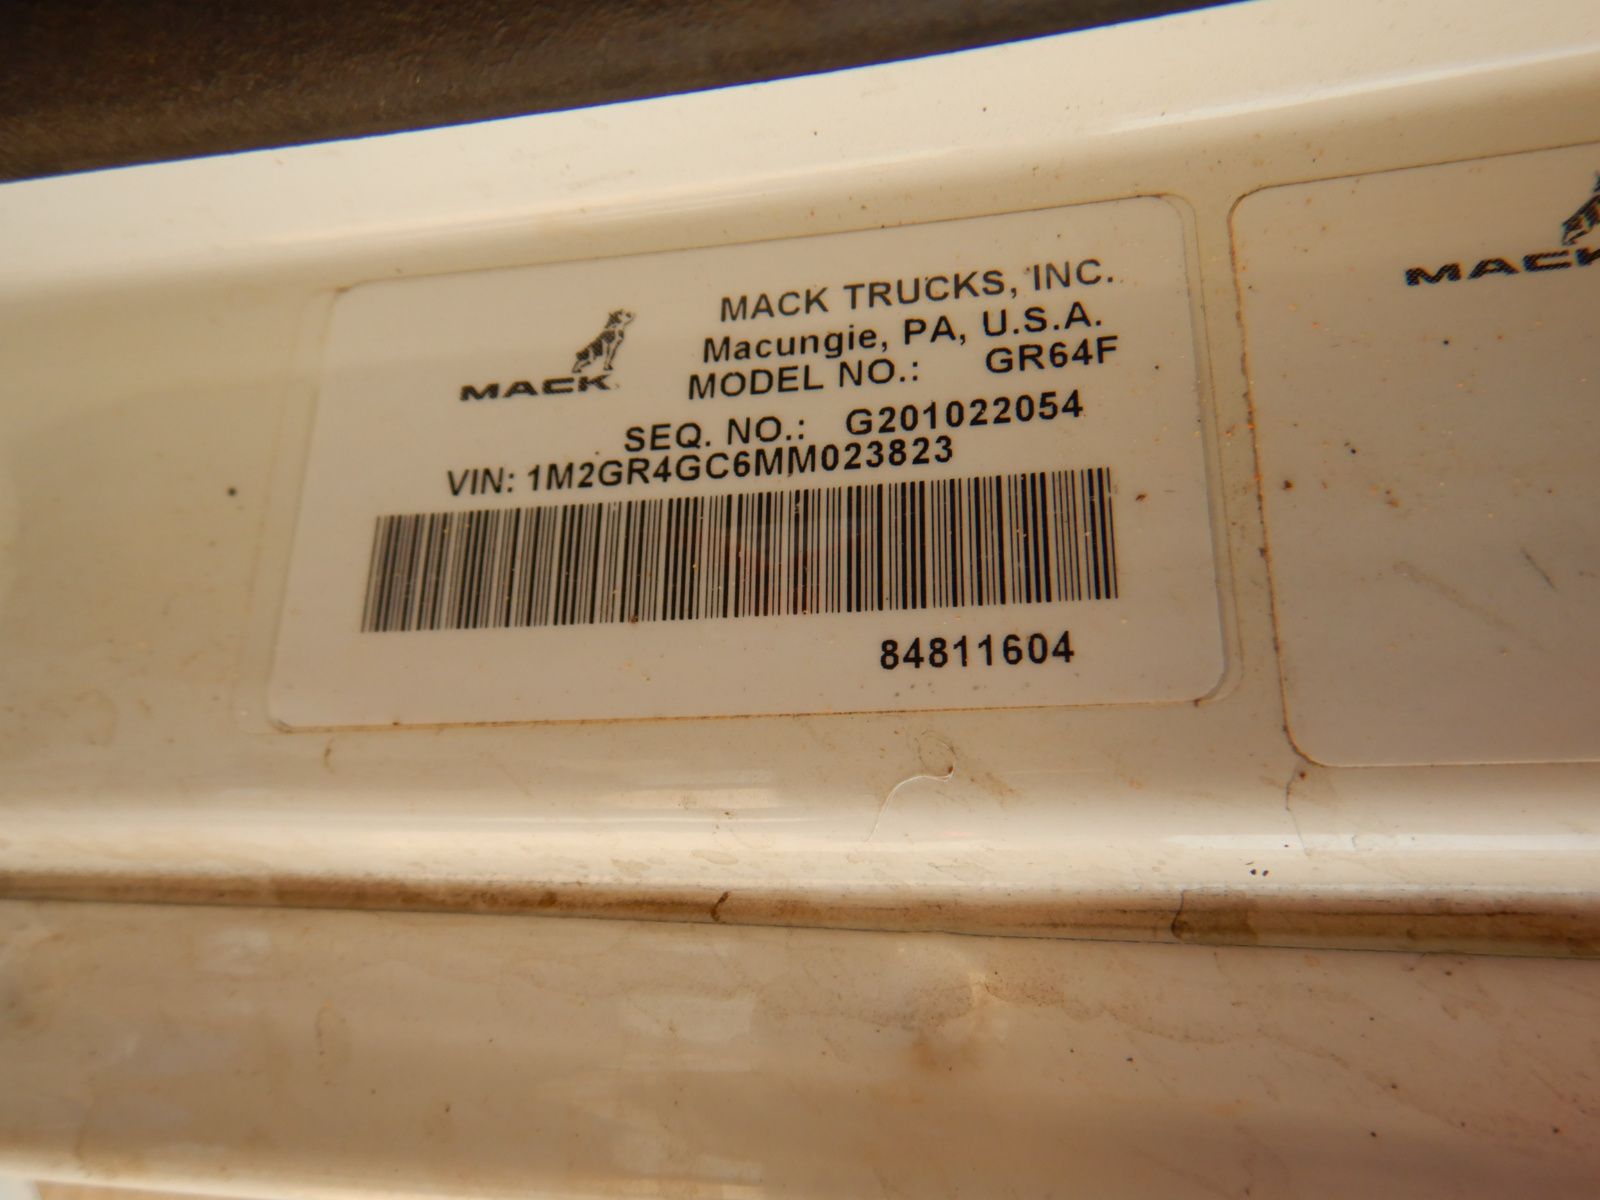 MACK
MACK TRUCKS, INC.
Macungie, PA, U.S.A.
MODEL NO.: GR64F
SEQ. NO.: G201022054
VIN: 1M2GR4GC6MM023823
84811604
MACK